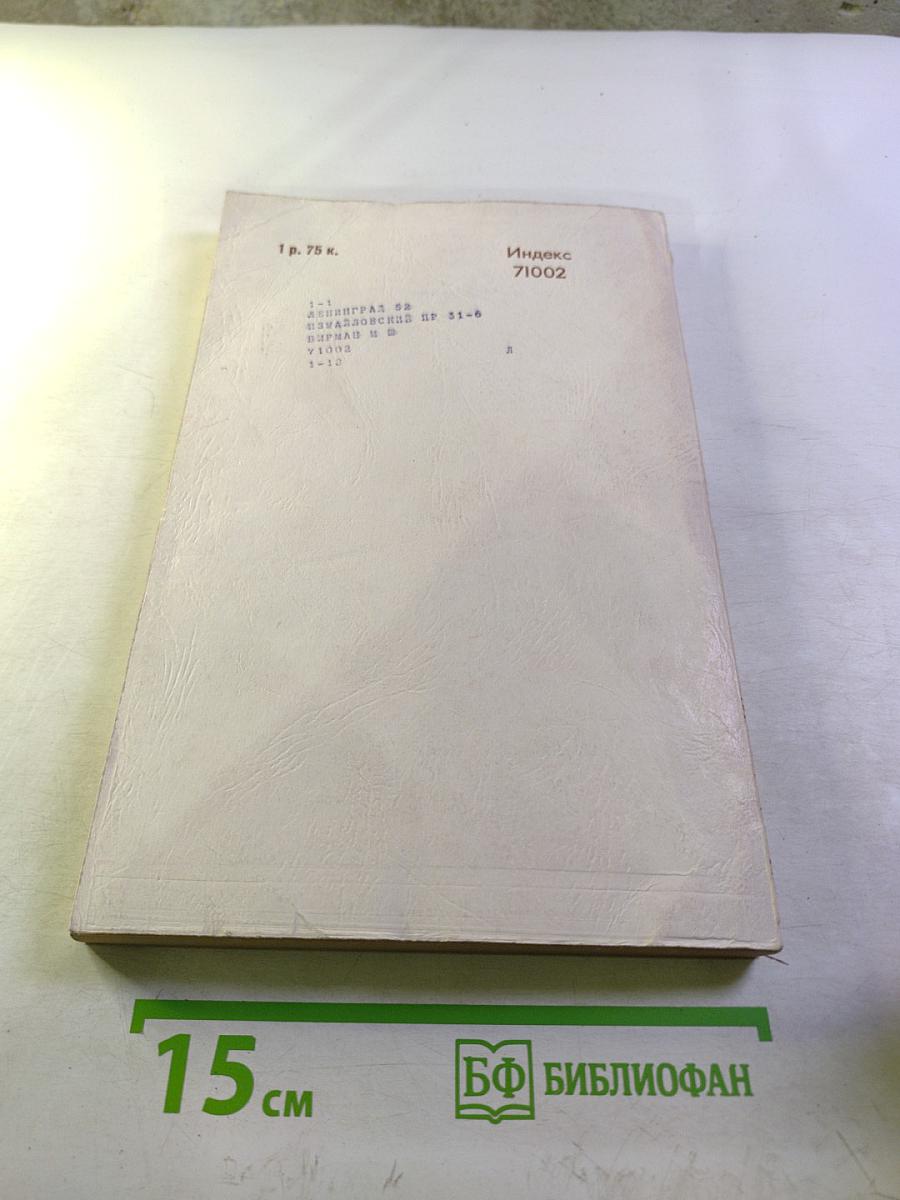 1 р. 75 к.
Индекс
71002
1-1
ЛЕНИНГРАД 52
ИЗМАЙЛОВСКИЙ ПР 31-6
БИРМАН М Ш
71002 Л
1-12
15 см
БФ БИБЛИОФАН